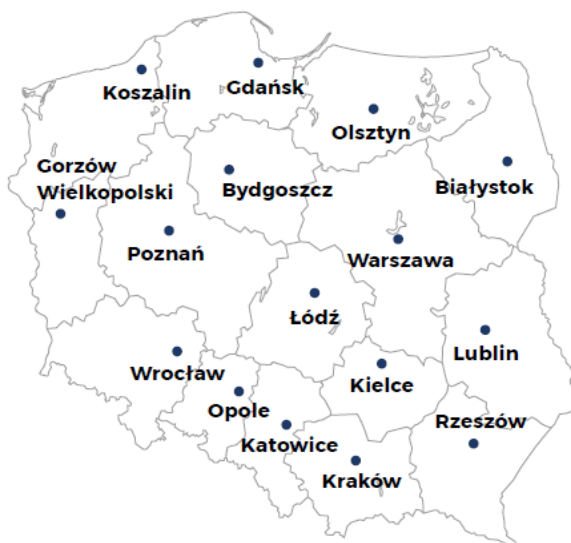 Koszalin
Gdańsk
Olsztyn
Gorzów
Wielkopolski
Bydgoszcz
Białystok
Poznań
Warszawa
Łódź
Lublin
Wrocław
Kielce
Opole
Rzeszów
Katowice
Kraków